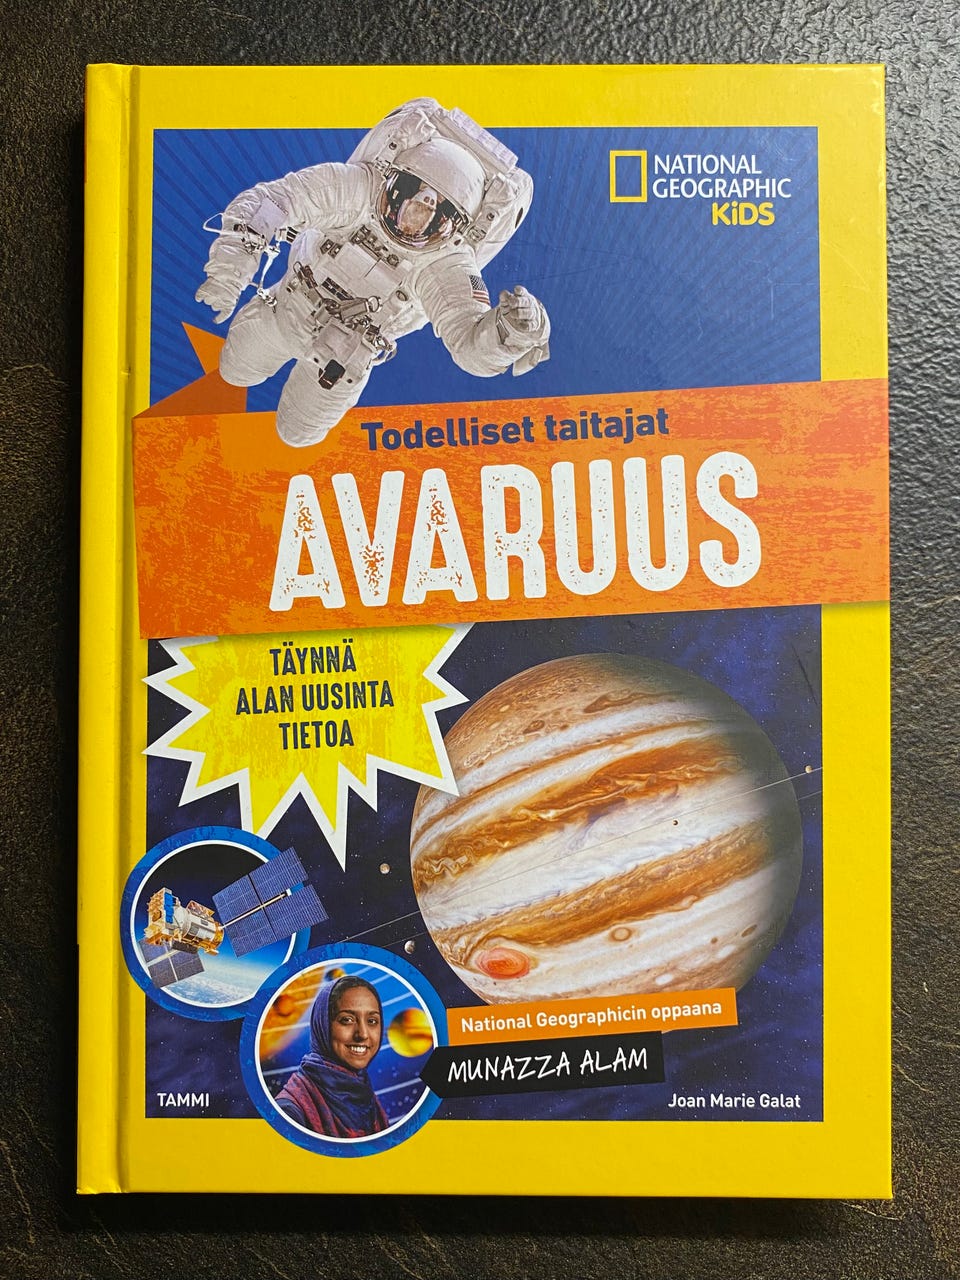 NATIONAL
GEOGRAPHIC
KiDS
Todelliset taitajat
AVARUUS
TÄYNNÄ
ALAN UUSINTA
TIETOA
National Geographicin oppaana
MUNAZZA ALAM
TAMMI
Joan Marie Galat